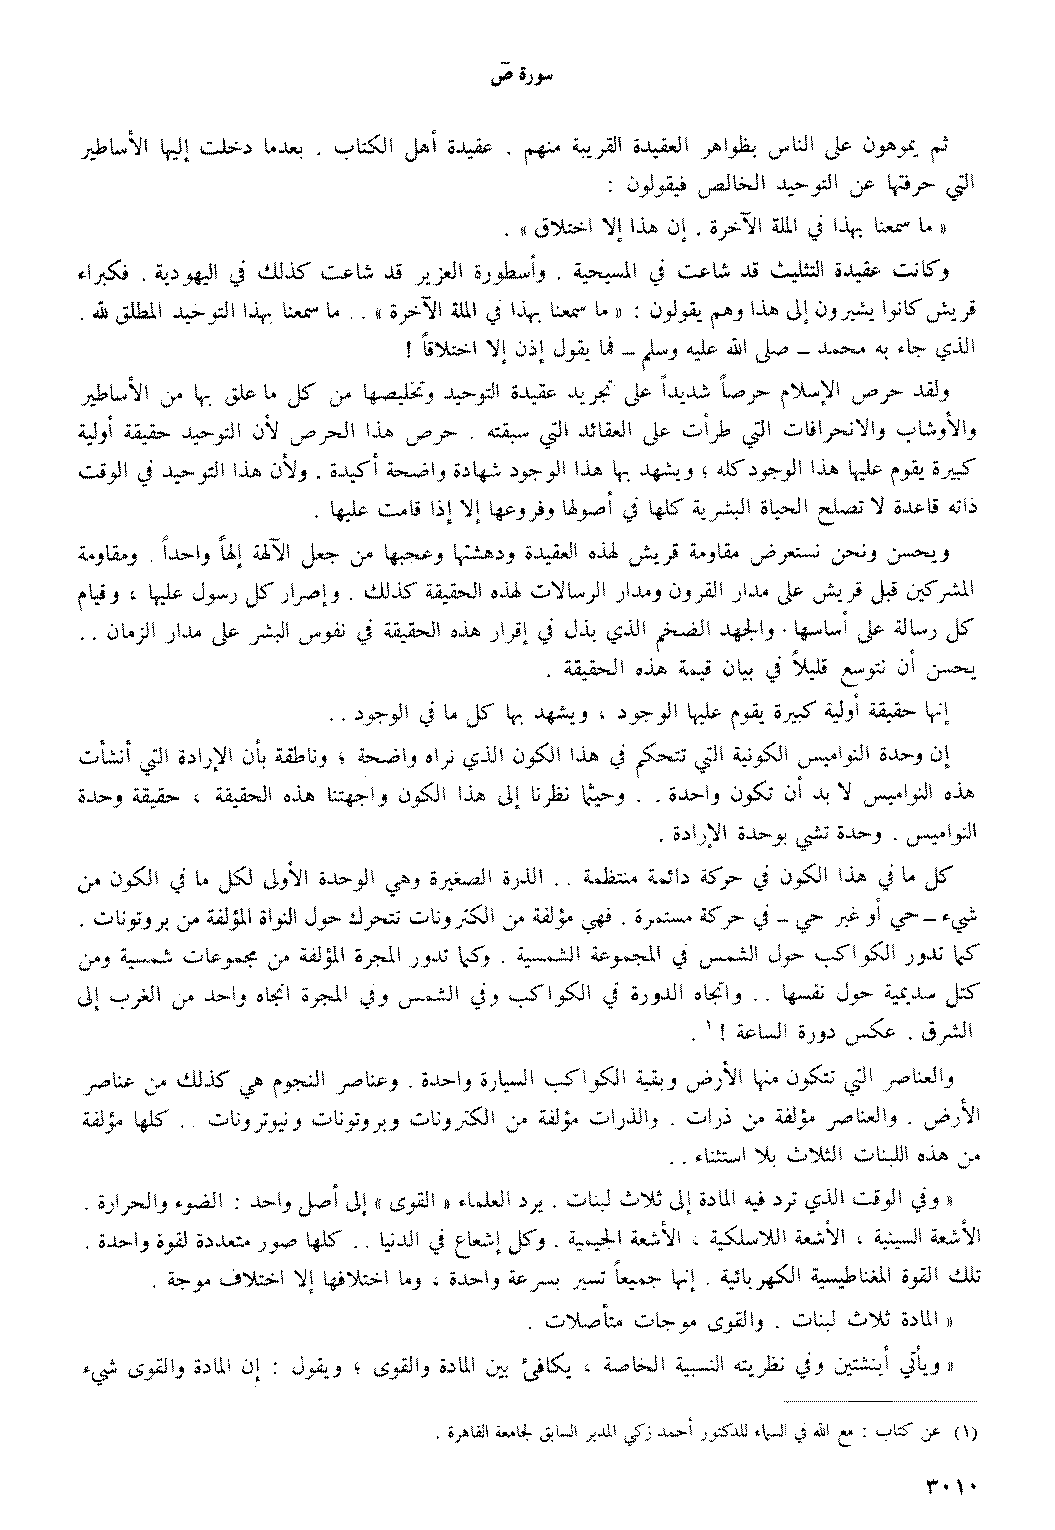 سورة صٓ
ثم يموهون على الناس بظواهر العقيدة القريبة منهم . عقيدة أهل الكتاب . بعدما دخلت إليها الأساطير
التي حرفتها عن التوحيد الخالص فيقولون :
« ما سمعنا بهذا في الملة الآخرة . إن هذا إلا اختلاق » .
وكانت عقيدة التثليث قد شاعت في المسيحية . وأسطورة العزير قد شاعت كذلك في اليهودية . فكبراء
قريش كانوا يشيرون إلى هذا وهم يقولون : « ما سمعنا بهذا في الملة الآخرة » . . ما سمعنا بهذا التوحيد المطلق لله .
الذي جاء به محمد – صلى الله عليه وسلم – فما يقول إذن إلا اختلاقاً !
ولقد حرص الإسلام حرصاً شديداً على تجريد عقيدة التوحيد وتخليصها من كل ما علق بها من الأساطير
والأوشاب والانحرافات التي طرأت على العقائد التي سبقته . حرص هذا الحرص لأن التوحيد حقيقة أولية
كبيرة يقوم عليها هذا الوجود كله ؛ ويشهد بها هذا الوجود شهادة واضحة أكيدة . ولأن هذا التوحيد في الوقت
ذاته قاعدة لا تصلح الحياة البشرية كلها في أصولها وفروعها إلا إذا قامت عليها .
ويحسن ونحن نستعرض مقاومة قريش لهذه العقيدة ودهشتها وعجبها من جعل الآلهة إلهاً واحداً . ومقاومة
المشركين قبل قريش على مدار القرون ومدار الرسالات لهذه الحقيقة كذلك . وإصرار كل رسول عليها ، وقيام
كل رسالة على أساسها . والجهد الضخم الذي بذل في إقرار هذه الحقيقة في نفوس البشر على مدار الزمان . .
يحسن أن نتوسع قليلاً في بيان قيمة هذه الحقيقة .
إنها حقيقة أولية كبيرة يقوم عليها الوجود ، ويشهد بها كل ما في الوجود . .
إن وحدة النواميس الكونية التي تتحكم في هذا الكون الذي نراه واضحة ؛ وناطقة بأن الإرادة التي أنشأت
هذه النواميس لا بد أن تكون واحدة . . وحيثما نظرنا إلى هذا الكون واجهتنا هذه الحقيقة ، حقيقة وحدة
النواميس . وحدة تشي بوحدة الإرادة .
كل ما في هذا الكون في حركة دائمة منتظمة . . الذرة الصغيرة وهي الوحدة الأولى لكل ما في الكون من
شيء – حي أو غير حي – في حركة مستمرة . فهي مؤلفة من الكترونات تتحرك حول النواة المؤلفة من بروتونات .
كما تدور الكواكب حول الشمس في المجموعة الشمسية . وكما تدور المجرة المؤلفة من مجموعات شمسية ومن
كتل سديمية حول نفسها . . واتجاه الدورة في الكواكب وفي الشمس وفي المجرة اتجاه واحد من الغرب إلى
الشرق . عكس دورة الساعة ! ١ .
والعناصر التي تتكون منها الأرض وبقية الكواكب السيارة واحدة . وعناصر النجوم هي كذلك من عناصر
الأرض . والعناصر مؤلفة من ذرات . والذرات مؤلفة من الكترونات وبروتونات ونيوترونات . . كلها مؤلفة
من هذه اللبنات الثلاث بلا استثناء . .
« وفي الوقت الذي ترد فيه المادة إلى ثلاث لبنات . يرد العلماء « القوى » إلى أصل واحد : الضوء والحرارة .
الأشعة السينية ، الأشعة اللاسلكية ، الأشعة الجيمية . وكل إشعاع في الدنيا . . كلها صور متعددة لقوة واحدة .
تلك القوة المغناطيسية الكهربائية . إنها جميعاً تسير بسرعة واحدة ، وما اختلافها إلا اختلاف موجة .
« المادة ثلاث لبنات . والقوى موجات متأصلات .
« ويأتي أينشتين وفي نظريته النسبية الخاصة ، يكافئ بين المادة والقوى ؛ ويقول : إن المادة والقوى شيء
(١) عن كتاب : مع الله في السماء للدكتور أحمد زكي المدير السابق لجامعة القاهرة .
٣٠١٠